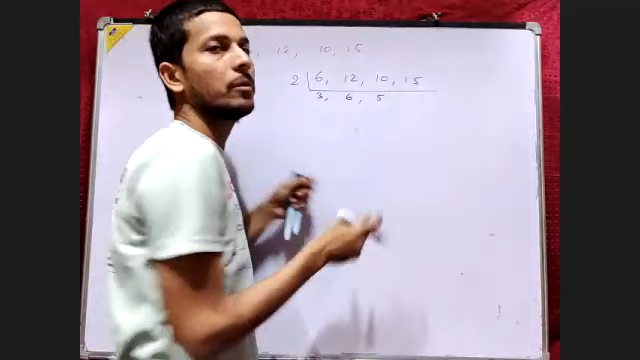 , 12, 10, 15
2 | 6, 12, 10, 15
3, 6, 5